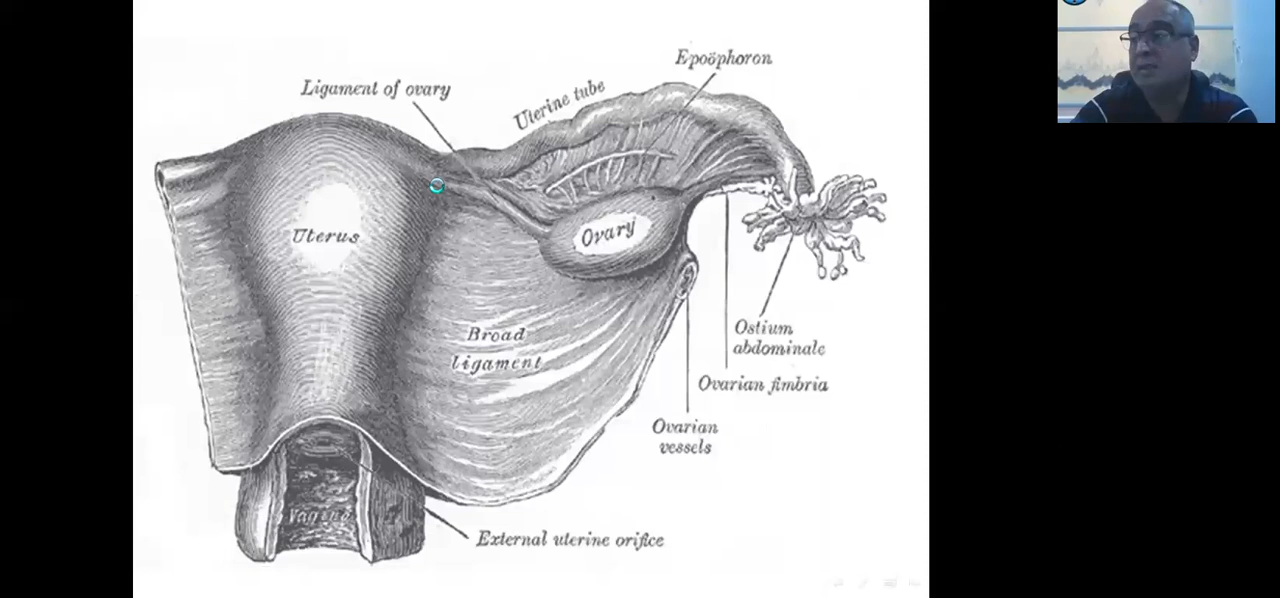 Epoöphoron
Ligament of ovary
Uterine tube
Uterus
Ovary
Broad
ligament
Ostium
abdominale
Ovarian fimbria
Ovarian
vessels
Vagina
External uterine orifice